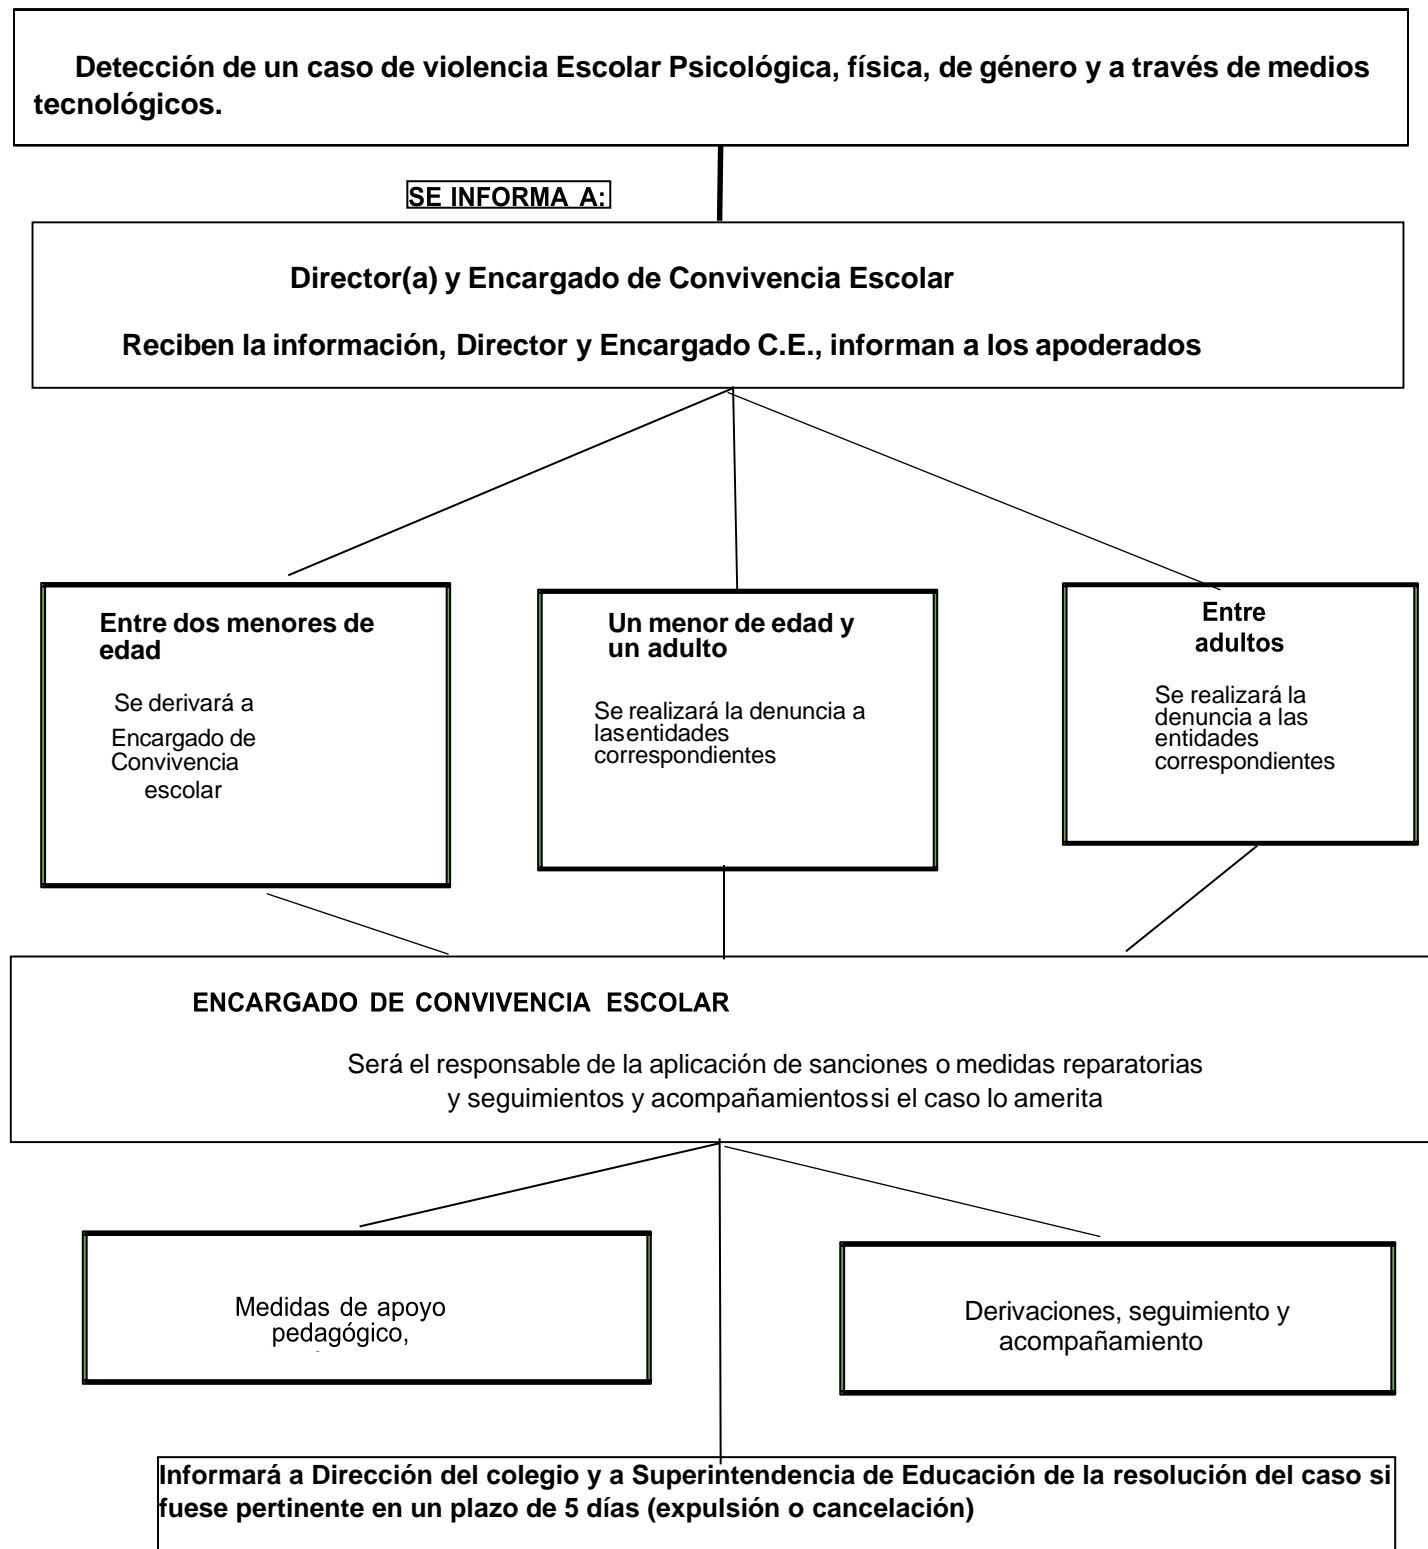 Detección de un caso de violencia Escolar Psicológica, física, de género y a través de medios
tecnológicos.
SE INFORMA A:
Director(a) y Encargado de Convivencia Escolar
Reciben la información, Director y Encargado C.E., informan a los apoderados
Entre dos menores de
edad
Se derivará a
Encargado de
Convivencia
escolar
Un menor de edad y
un adulto
Se realizará la denuncia a
lasentidades
correspondientes
Entre
adultos
Se realizará la
denuncia a las
entidades
correspondientes
ENCARGADO DE CONVIVENCIA ESCOLAR
Será el responsable de la aplicación de sanciones o medidas reparatorias
y seguimientos y acompañamientossi el caso lo amerita
Medidas de apoyo
pedagógico,
Derivaciones, seguimiento y
acompañamiento
Informará a Dirección del colegio y a Superintendencia de Educación de la resolución del caso si
fuese pertinente en un plazo de 5 días (expulsión o cancelación)